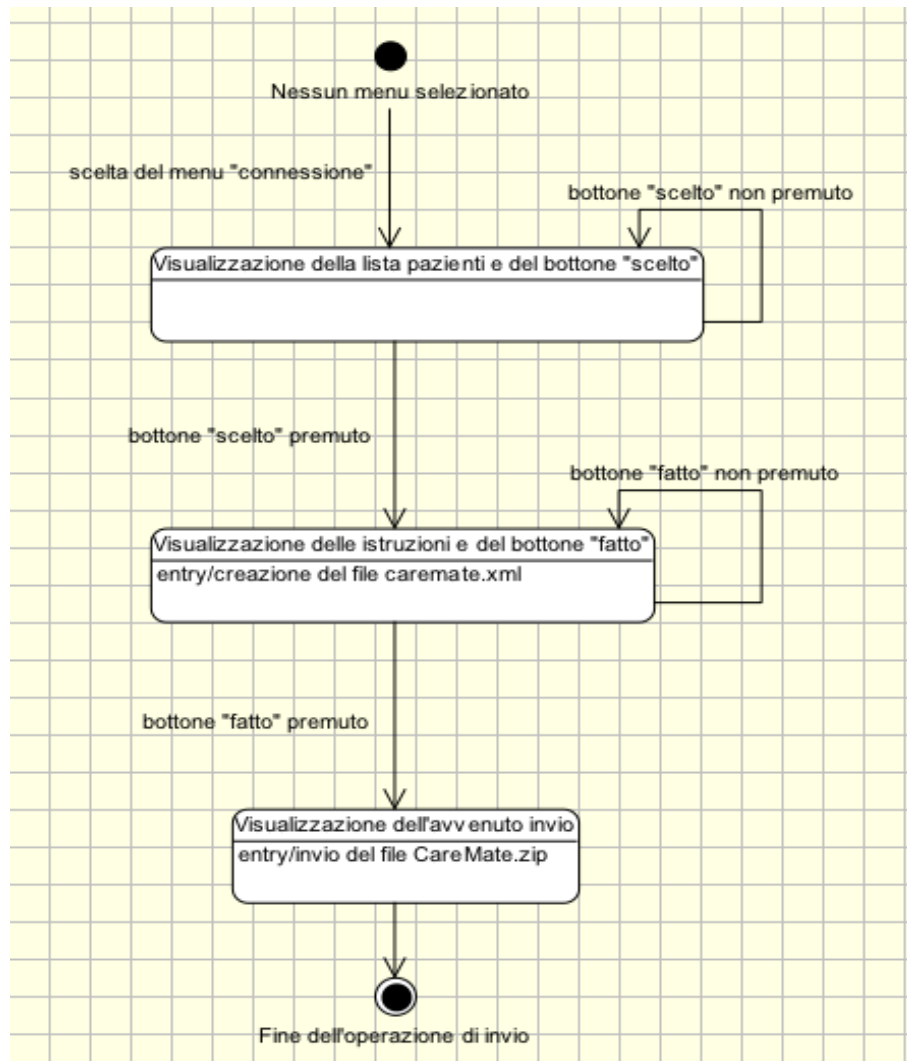 Nessun menu selezionato
scelta del menu "connessione"
bottone "scelto" non premuto
Visualizzazione della lista pazienti e del bottone "scelto"
bottone "scelto" premuto
bottone "fatto" non premuto
Visualizzazione delle istruzioni e del bottone "fatto"
entry/creazione del file caremate.xml
bottone "fatto" premuto
Visualizzazione dell'avvenuto invio
entry/invio del file CareMate.zip
Fine dell'operazione di invio